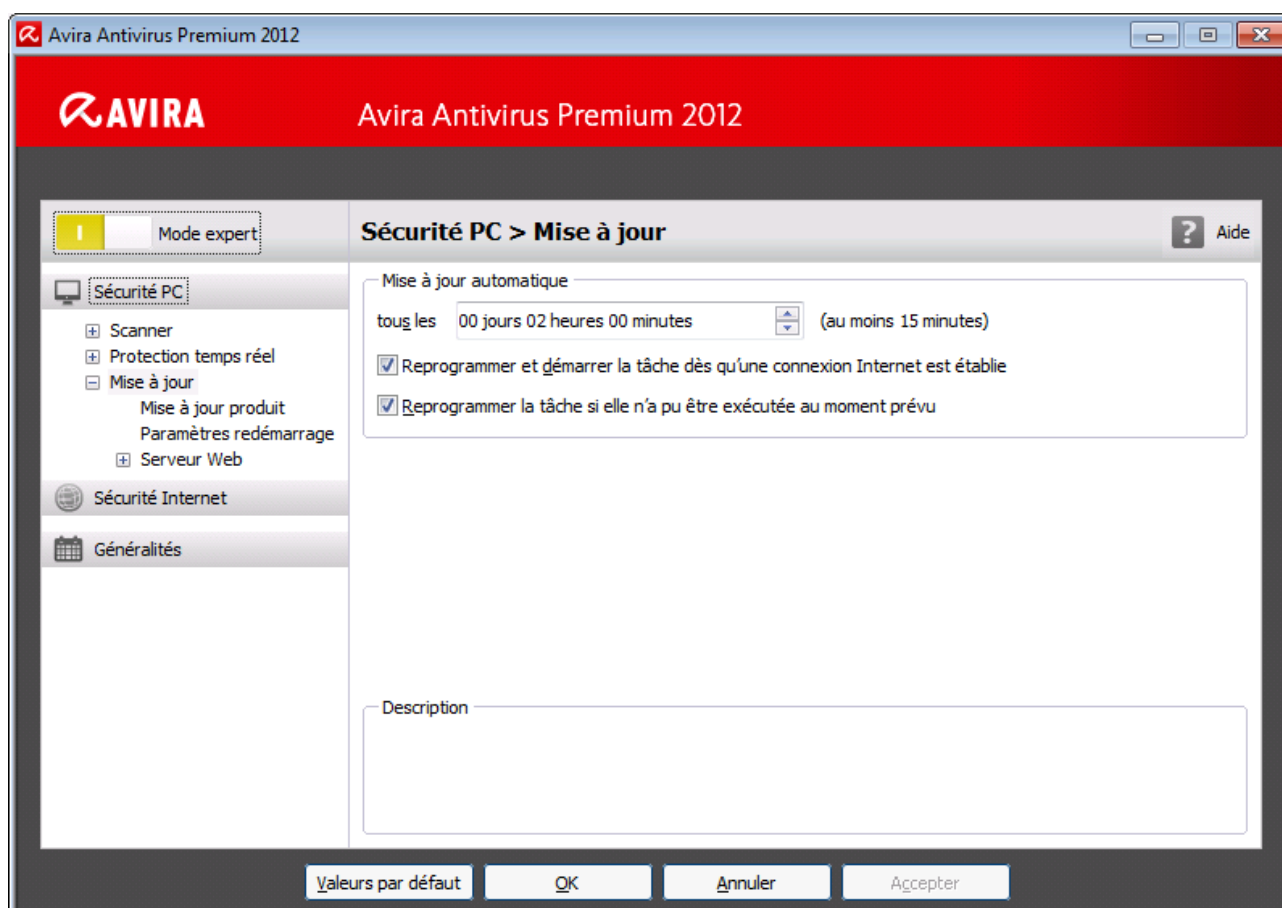 Avira Antivirus Premium 2012
AVIRA
Avira Antivirus Premium 2012
Mode expert
Sécurité PC > Mise à jour
? Aide
Sécurité PC
Scanner
Protection temps réel
Mise à jour
Mise à jour produit
Paramètres redémarrage
Serveur Web
Sécurité Internet
Généralités
Mise à jour automatique
tous les 00 jours 02 heures 00 minutes (au moins 15 minutes)
Reprogrammer et démarrer la tâche dès qu'une connexion Internet est établie
Reprogrammer la tâche si elle n'a pu être exécutée au moment prévu
Description
Valeurs par défaut
OK
Annuler
Accepter